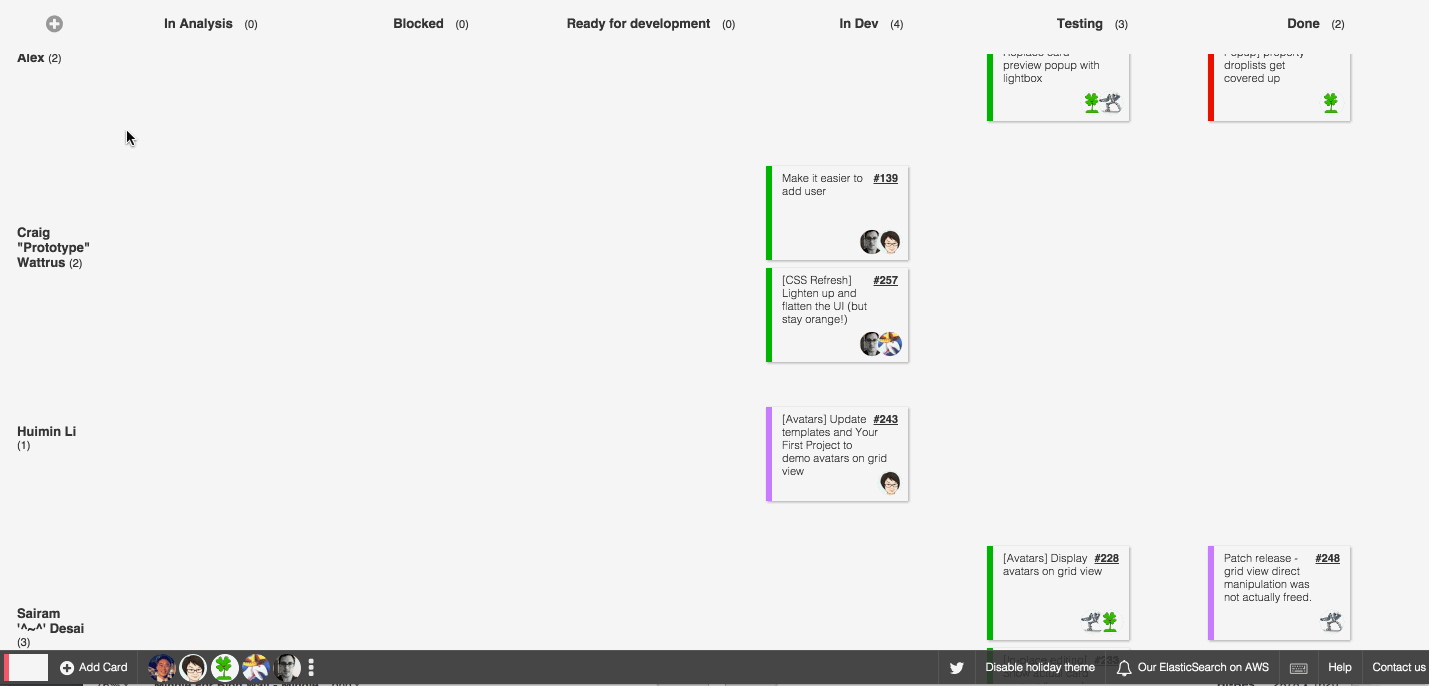 In Analysis (0) Blocked (0) Ready for development (0) In Dev (4) Testing (3) Done (2)
Alex (2)
preview popup with
lightbox
droplists get
covered up
Craig
"Prototype"
Wattrus (2)
Make it easier to #139
add user
[CSS Refresh] #257
Lighten up and
flatten the UI (but
stay orange!)
Huimin Li
(1)
[Avatars] Update #243
templates and Your
First Project to
demo avatars on grid
view
Sairam
'^~^' Desai
(3)
[Avatars] Display #228
avatars on grid view
Patch release - #248
grid view direct
manipulation was
not actually freed.
Add Card Disable holiday theme Our ElasticSearch on AWS Help Contact us